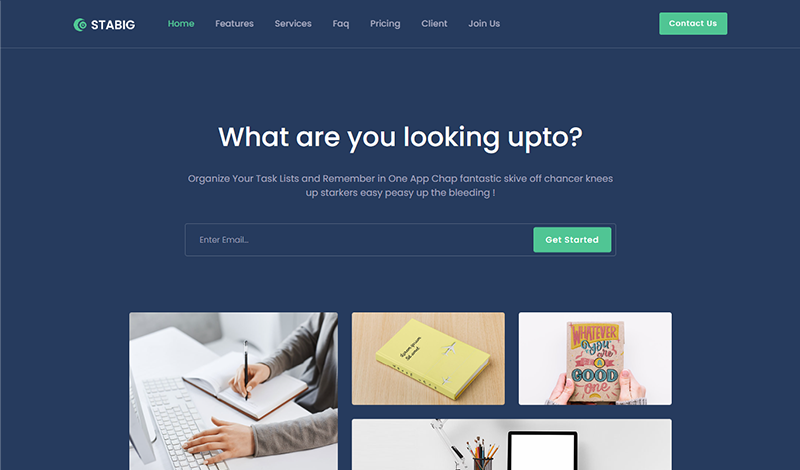 STABIG
Home Features Services Faq Pricing Client Join Us
Contact Us
What are you looking upto?
Organize Your Task Lists and Remember in One App Chap fantastic skive off chancer knees
up starkers easy peasy up the bleeding !
Enter Email...
Get Started
Lorem ipsum
WHATEVER
you
are
A
GOOD
one